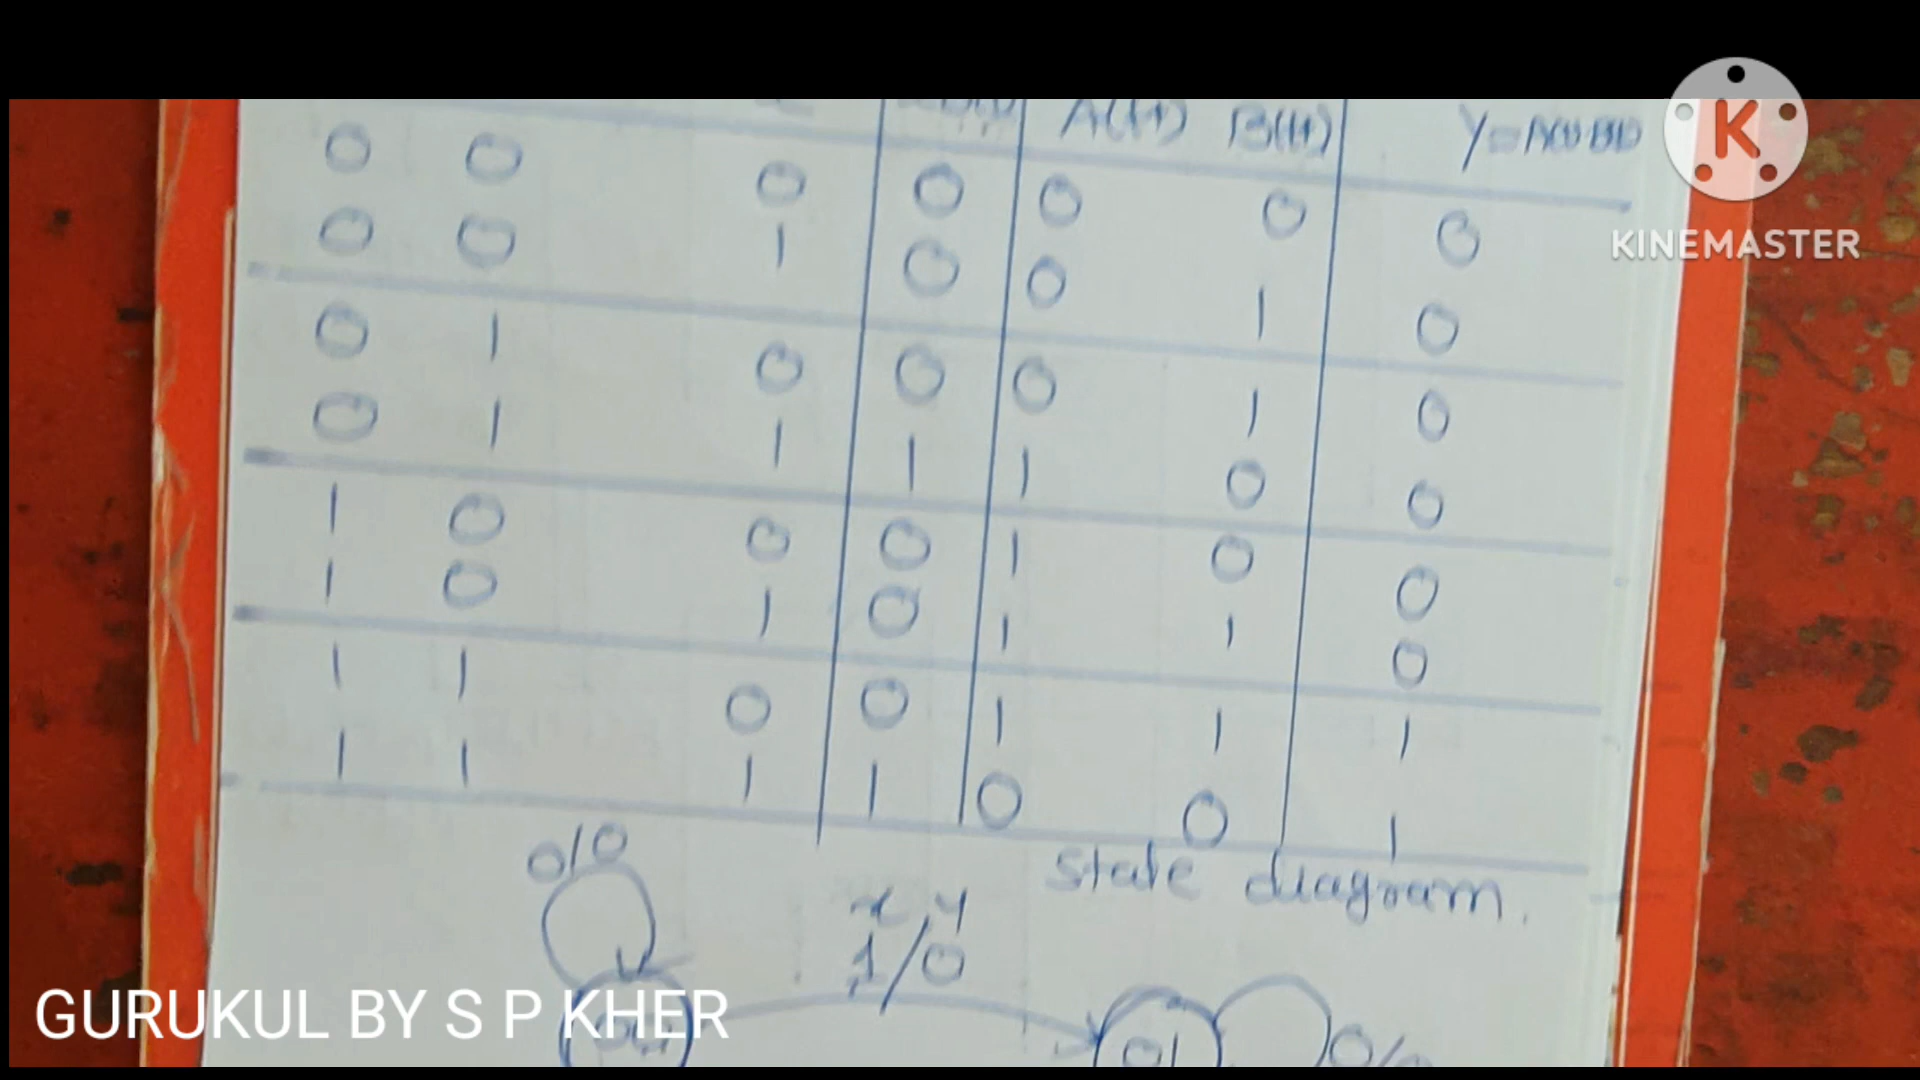 A(t+) B(t+) Y=A(t)·B(t)
0 0 0 0 0 0 0
0 0 1 0 0 1 0
0 1 0 0 0 1 0
0 1 1 1 1 0 0
1 0 0 0 1 0 0
1 0 1 0 1 1 0
1 1 0 0 1 1 1
1 1 1 1 0 0 1
State diagram.
0/0
x, y
1/0
01
KINEMASTER
GURUKUL BY S P KHER